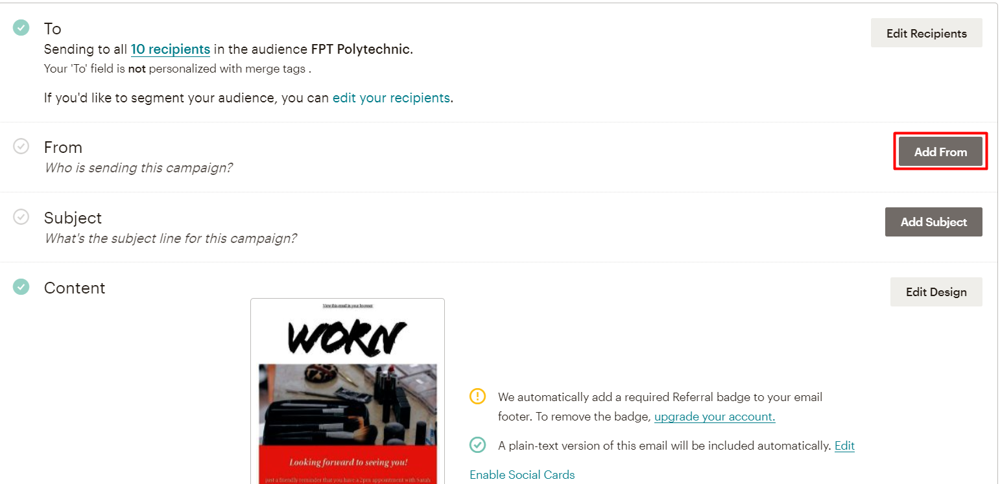 To
Edit Recipients
Sending to all 10 recipients in the audience FPT Polytechnic.
Your 'To' field is not personalized with merge tags .
If you'd like to segment your audience, you can edit your recipients.
From
Add From
Who is sending this campaign?
Subject
Add Subject
What's the subject line for this campaign?
Content
Edit Design
View this email in your browser
WORN
Looking forward to seeing you!
just a friendly reminder that you have a 2pm appointment with Sarah
We automatically add a required Referral badge to your email
footer. To remove the badge, upgrade your account.
A plain-text version of this email will be included automatically. Edit
Enable Social Cards